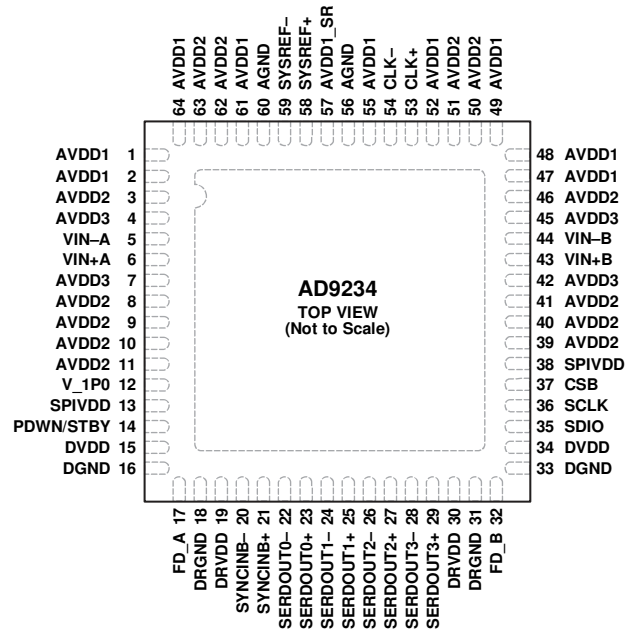 64 AVDD1
63 AVDD2
62 AVDD2
61 AVDD1
60 AGND
59 SYSREF–
58 SYSREF+
57 AVDD1_SR
56 AGND
55 AVDD1
54 CLK–
53 CLK+
52 AVDD1
51 AVDD2
50 AVDD2
49 AVDD1
AVDD1 1
AVDD1 2
AVDD2 3
AVDD3 4
VIN–A 5
VIN+A 6
AVDD3 7
AVDD2 8
AVDD2 9
AVDD2 10
AVDD2 11
V_1P0 12
SPIVDD 13
PDWN/STBY 14
DVDD 15
DGND 16
AD9234
TOP VIEW
(Not to Scale)
48 AVDD1
47 AVDD1
46 AVDD2
45 AVDD3
44 VIN–B
43 VIN+B
42 AVDD3
41 AVDD2
40 AVDD2
39 AVDD2
38 SPIVDD
37 CSB
36 SCLK
35 SDIO
34 DVDD
33 DGND
FD_A 17
DRGND 18
DRVDD 19
SYNCINB– 20
SYNCINB+ 21
SERDOUT0– 22
SERDOUT0+ 23
SERDOUT1– 24
SERDOUT1+ 25
SERDOUT2– 26
SERDOUT2+ 27
SERDOUT3– 28
SERDOUT3+ 29
DRVDD 30
DRGND 31
FD_B 32